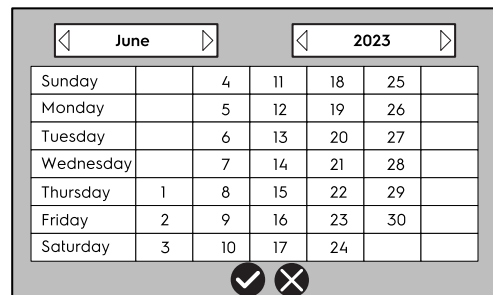 June 2023
Sunday 4 11 18 25
Monday 5 12 19 26
Tuesday 6 13 20 27
Wednesday 7 14 21 28
Thursday 1 8 15 22 29
Friday 2 9 16 23 30
Saturday 3 10 17 24